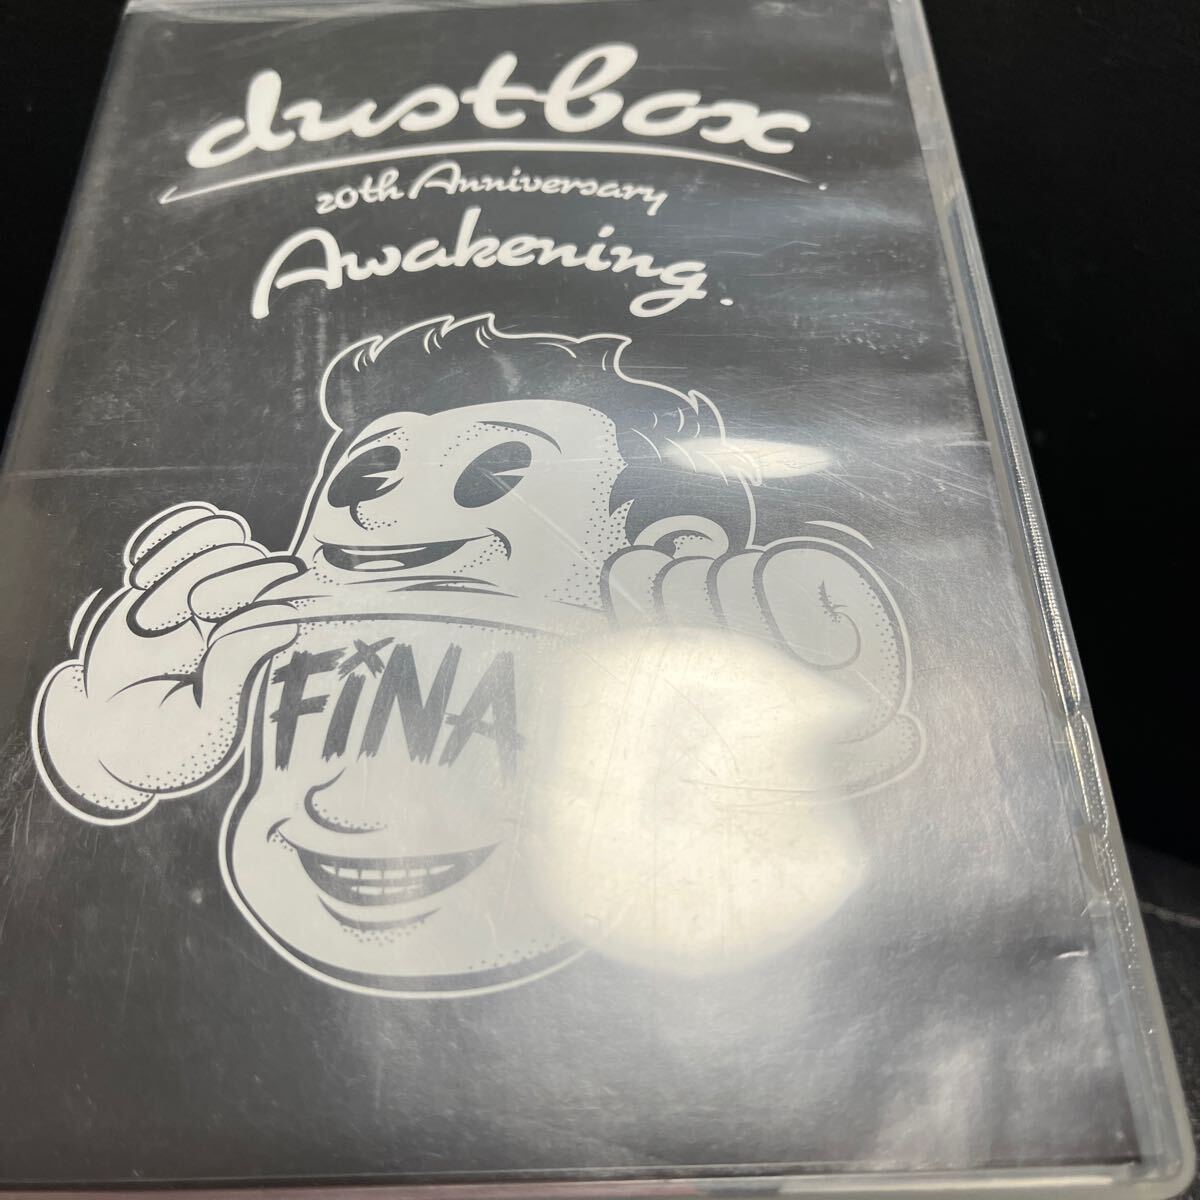 dustbox
20th Anniversary
Awakening.
FiNA